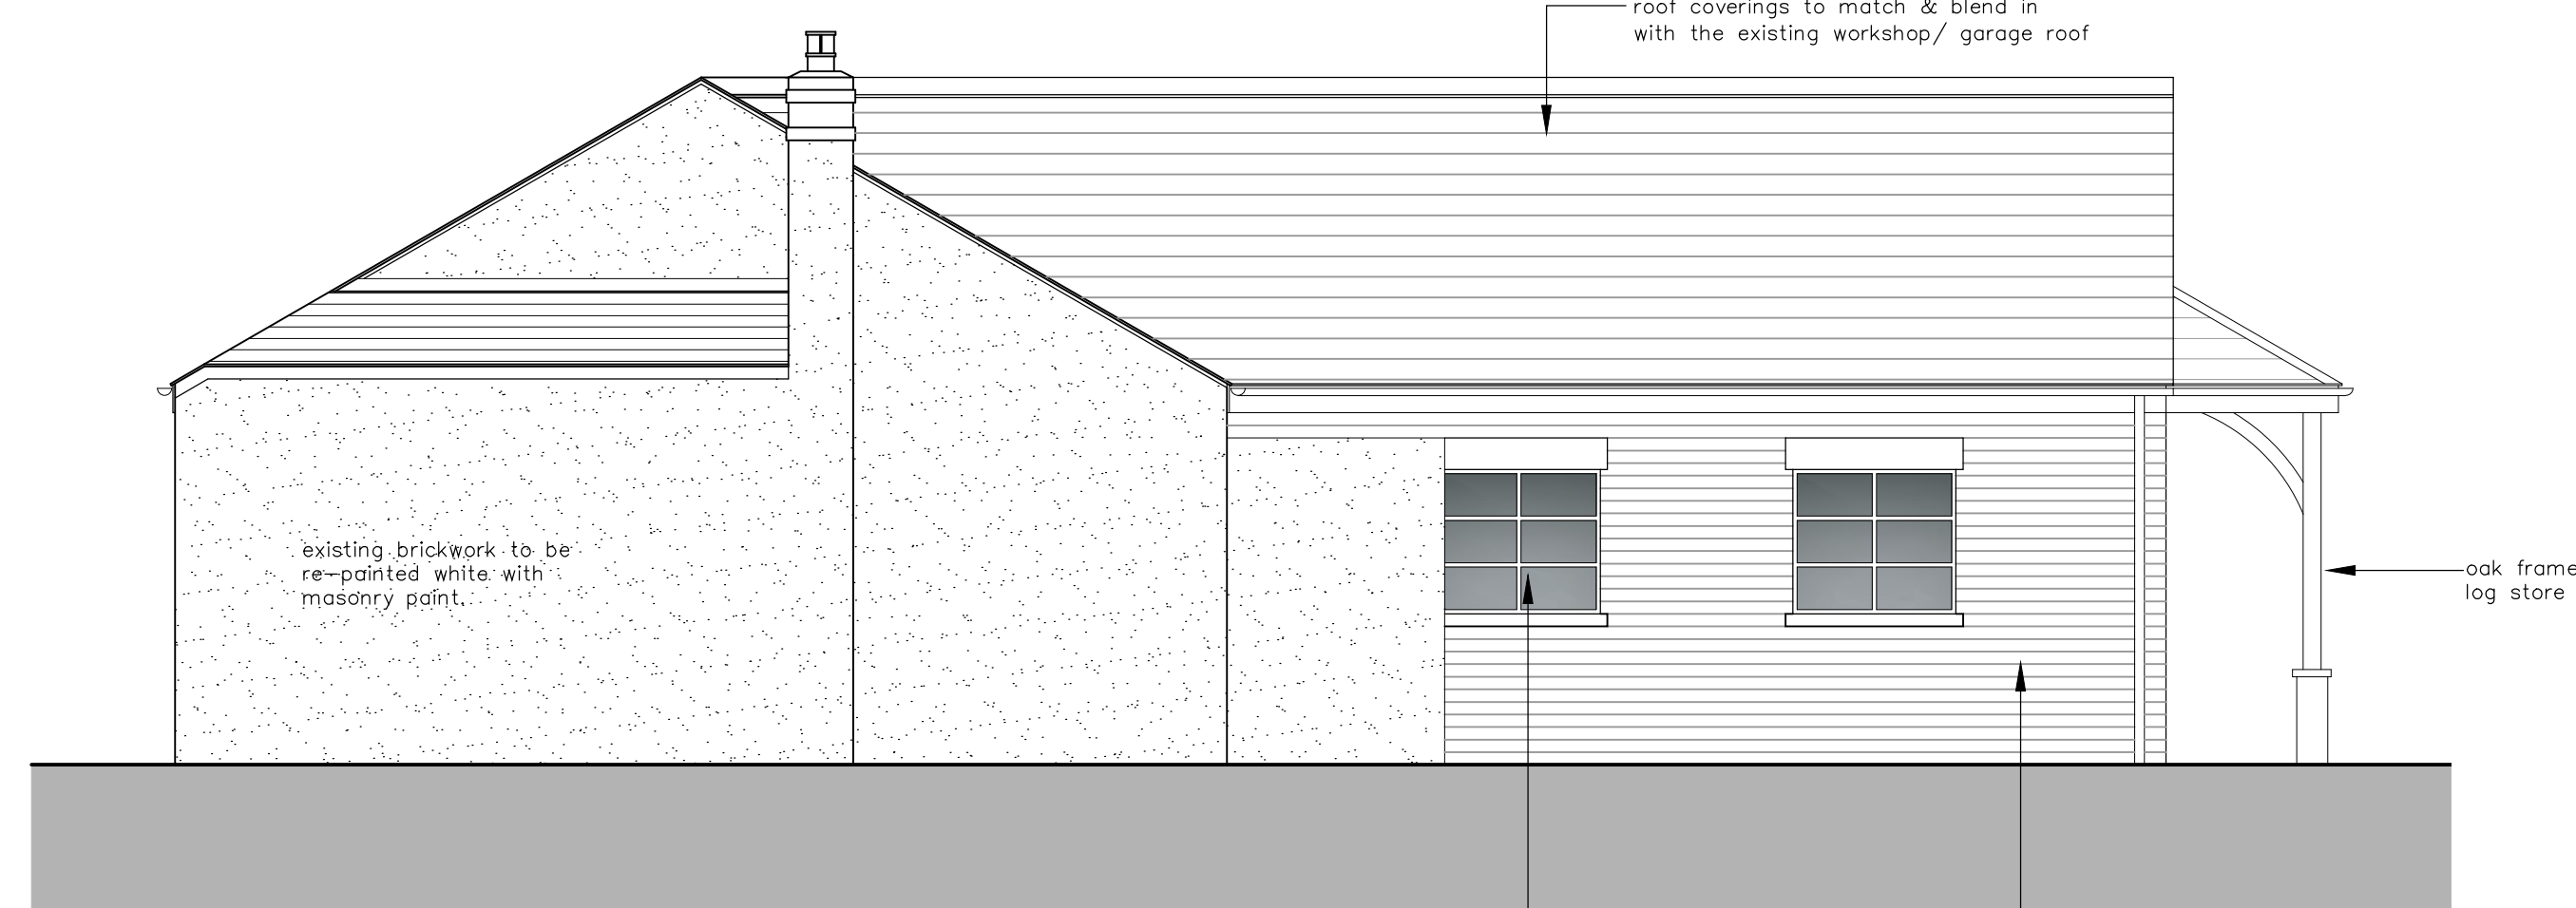 roof coverings to match & blend in
with the existing workshop/ garage roof
existing brickwork to be
re-painted white with
masonry paint.
oak frame
log store